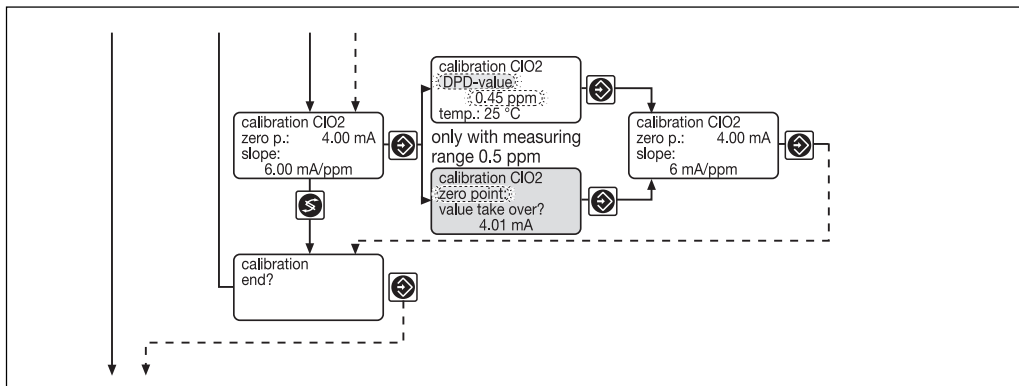 calibration ClO2
DPD-value
0.45 ppm
temp.: 25 °C
calibration ClO2
zero p.: 4.00 mA
slope:
6.00 mA/ppm
only with measuring
range 0.5 ppm
calibration ClO2
zero p.: 4.00 mA
slope:
6 mA/ppm
calibration ClO2
zero point:
value take over?
4.01 mA
calibration
end?